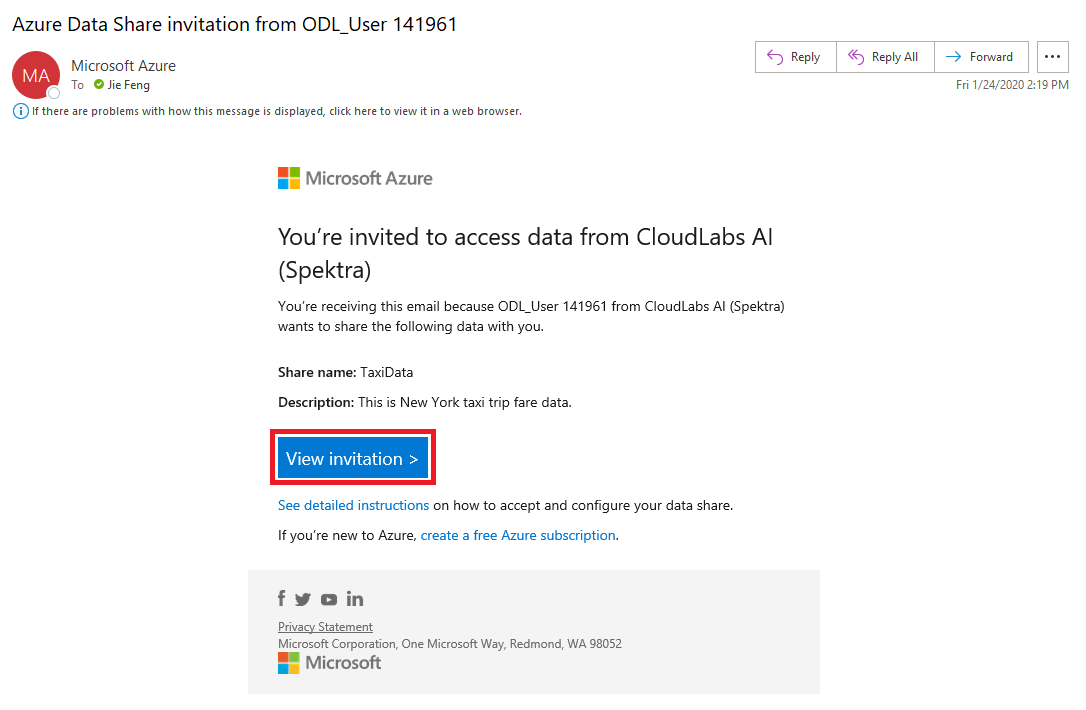 Azure Data Share invitation from ODL_User 141961
MA
Microsoft Azure
To Jie Feng
Reply
Reply All
Forward
...
Fri 1/24/2020 2:19 PM
If there are problems with how this message is displayed, click here to view it in a web browser.
Microsoft Azure
You're invited to access data from CloudLabs AI
(Spektra)
You're receiving this email because ODL_User 141961 from CloudLabs AI (Spektra)
wants to share the following data with you.
Share name: TaxiData
Description: This is New York taxi trip fare data.
View invitation >
See detailed instructions on how to accept and configure your data share.
If you're new to Azure, create a free Azure subscription.
Privacy Statement
Microsoft Corporation, One Microsoft Way, Redmond, WA 98052
Microsoft